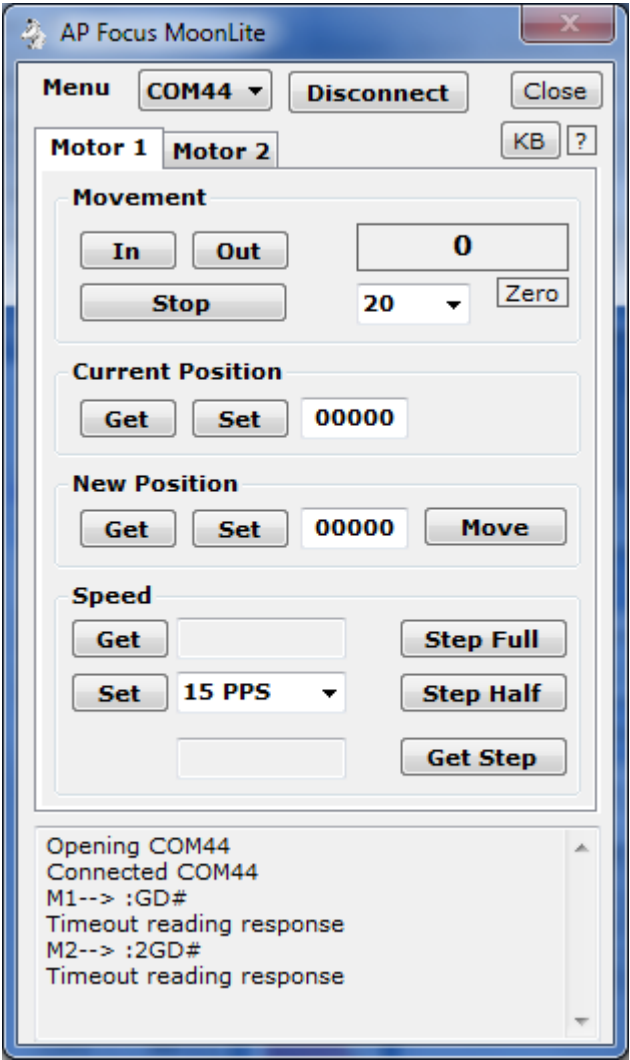 AP Focus MoonLite
Menu COM44 Disconnect Close
Motor 1 Motor 2 KB ?
Movement
In Out 0
Stop 20 Zero
Current Position
Get Set 00000
New Position
Get Set 00000 Move
Speed
Get Step Full
Set 15 PPS Step Half
Get Step
Opening COM44
Connected COM44
M1--> :GD#
Timeout reading response
M2--> :2GD#
Timeout reading response